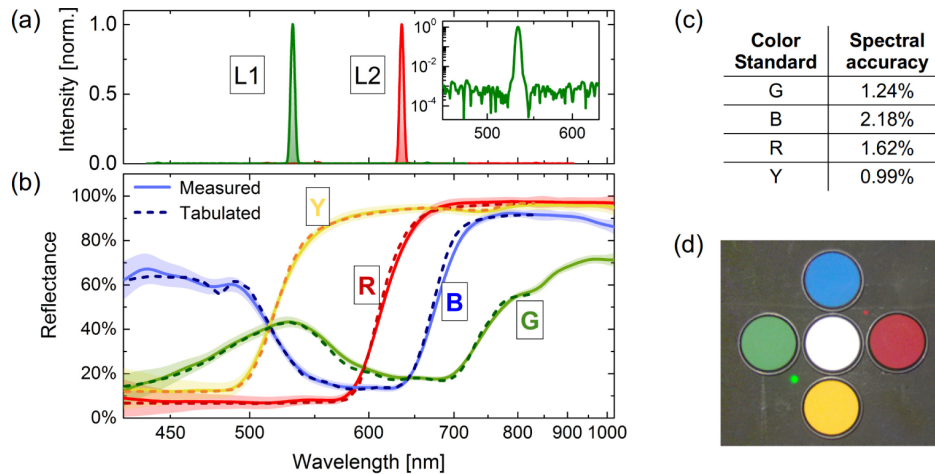 (a)
Intensity [norm.]
1.0
0.5
0.0
L1
L2
10⁰
10⁻²
10⁻⁴
500
600
(b)
Reflectance
100%
80%
60%
40%
20%
0%
Measured
Tabulated
Y
R
B
G
450
500
600
700
800
900
1000
Wavelength [nm]
(c)
Color Spectral
Standard accuracy
G 1.24%
B 2.18%
R 1.62%
Y 0.99%
(d)